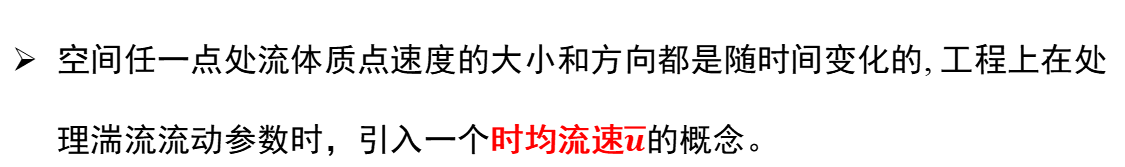 ➢ 空间任一点处流体质点速度的大小和方向都是随时间变化的, 工程上在处
理湍流流动参数时，引入一个时均流速u̅的概念。